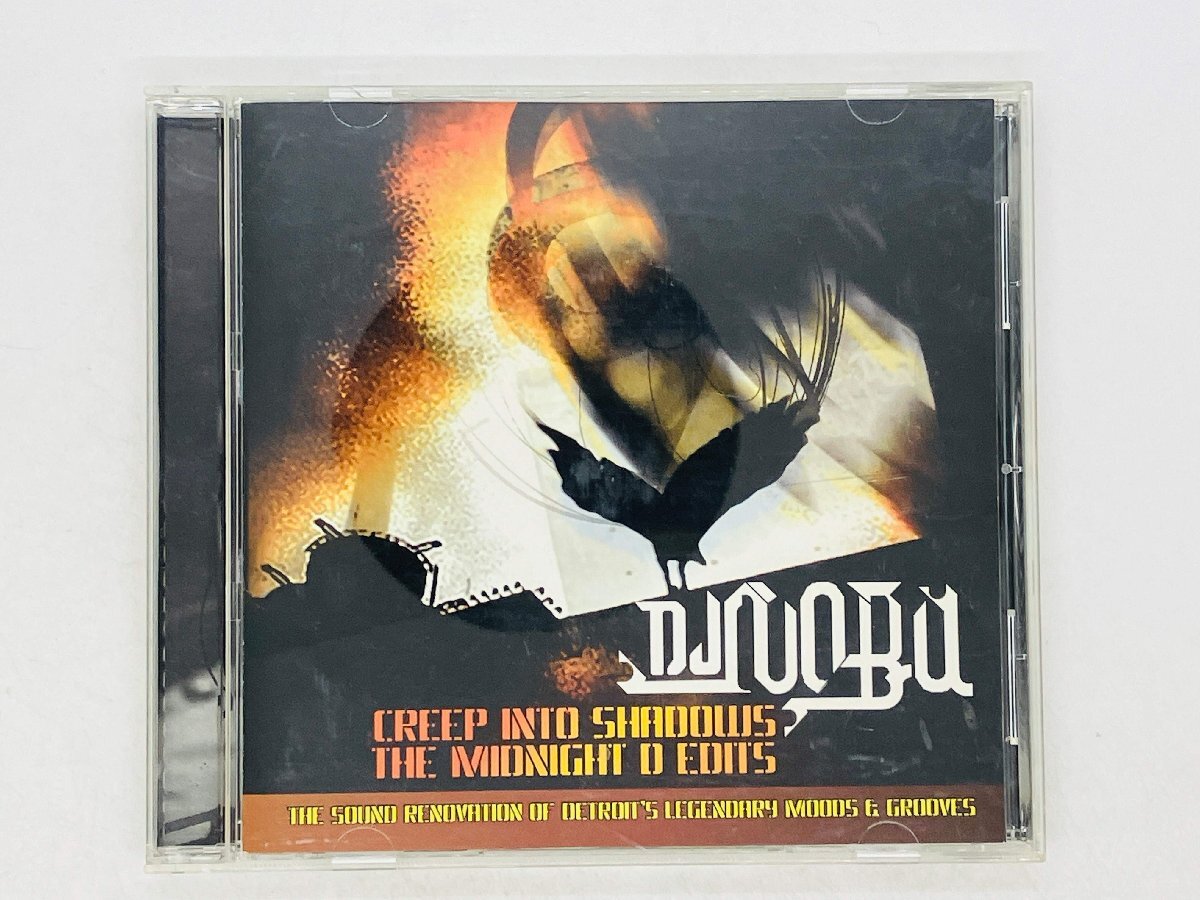 DJ NOBU
CREEP INTO SHADOWS
THE MIDNIGHT D EDITS
THE SOUND RENOVATION OF DETROIT'S LEGENDARY MOODS & GROOVES